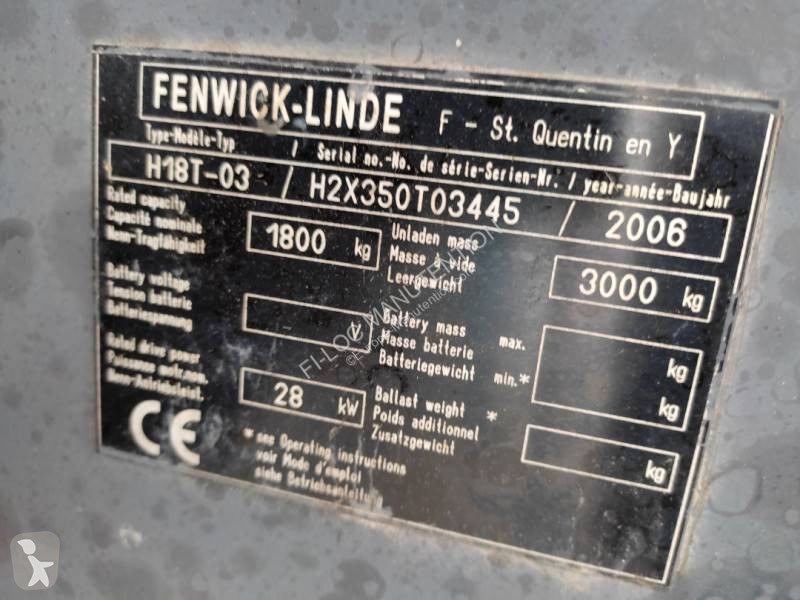 FENWICK-LINDE F - St. Quentin en Y
Type-Modèle-Typ / Serial no.-No. de série-Serien-Nr. / year-année-Baujahr
H18T-03 / H2X350T03445 / 2006
Rated capacity
Capacité nominale
Nenn-Tragfähigkeit
1800 kg
Unladen mass
Masse à vide
Leergewicht
3000 kg
Battery voltage
Tension batterie
Batteriespannung
/
Battery mass max.
Masse batterie
Batteriegewicht min.*
kg
kg
Rated drive power
Puissance motr.nom.
Nenn-Antriebsleist.
28 kW
Ballast weight *
Poids additionnel
Zusatzgewicht
kg
CE
* see Operating instructions
voir Mode d'emploi
siehe Betriebsanleitung
FI-LOC MANUTENTION